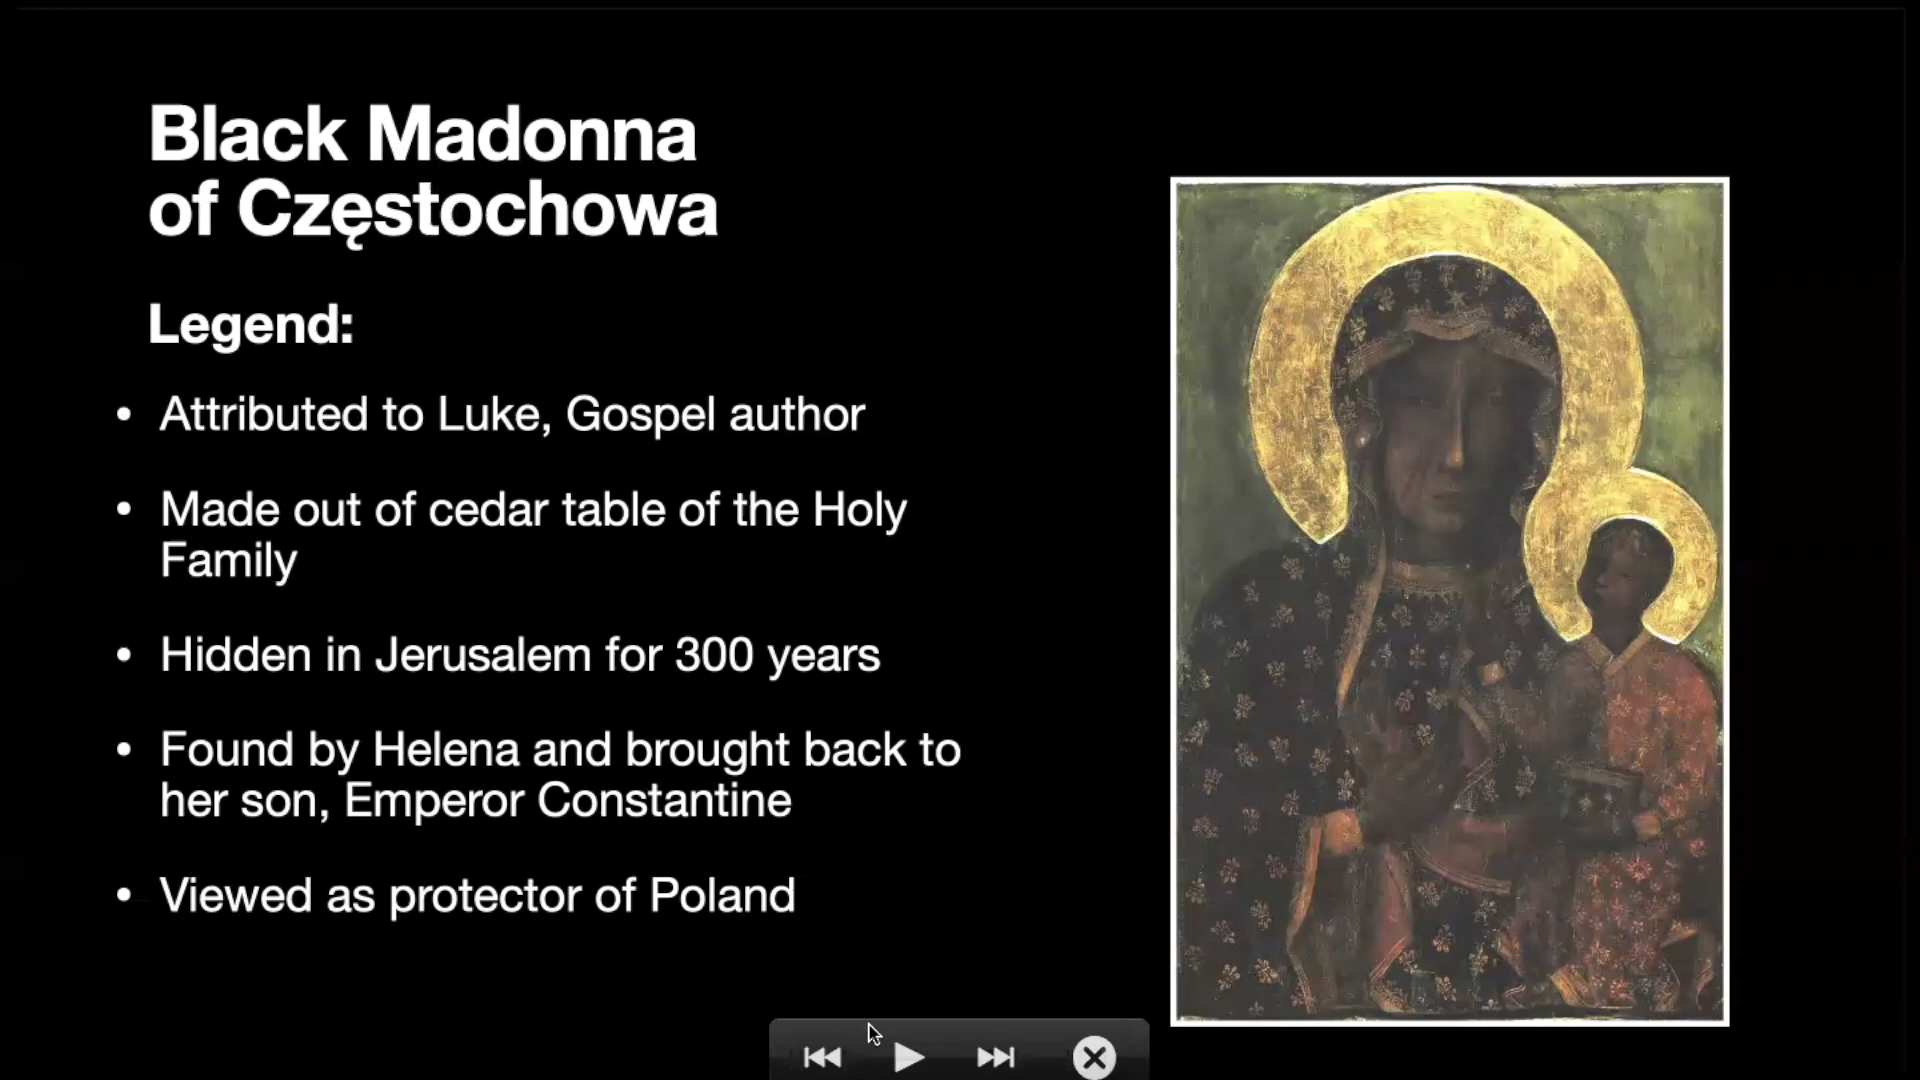 Black Madonna
of Częstochowa
Legend:
• Attributed to Luke, Gospel author
• Made out of cedar table of the Holy
Family
• Hidden in Jerusalem for 300 years
• Found by Helena and brought back to
her son, Emperor Constantine
• Viewed as protector of Poland